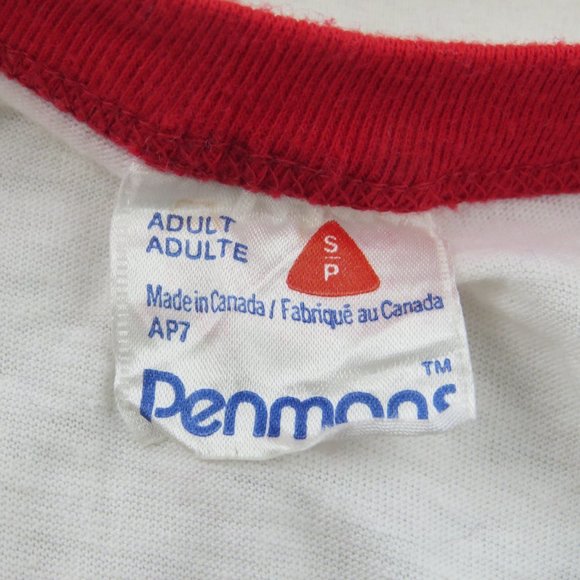 ADULT
ADULTE
S
P
Made in Canada / Fabriqué au Canada
AP7
Penmans TM